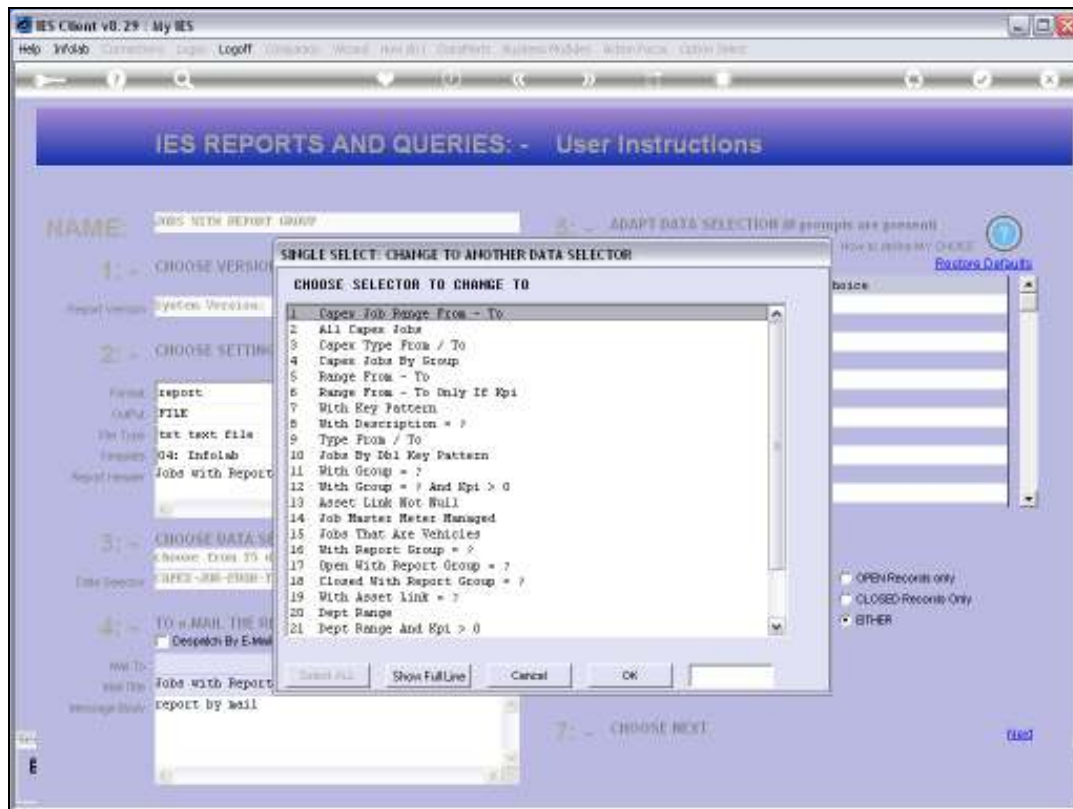 IES Client v8.29 : My IES
Help Infolab Logoff
IES REPORTS AND QUERIES: - User Instructions
NAME:
JOBS WITH REPORT GROUP
ADAPT DATA SELECTION (if prompts are present)
Restore Defaults
1: - CHOOSE VERSION
System Version:
2: - CHOOSE SETTIN
Format report
Output FILE
File Type txt text file
04: Infolab
Report Header Jobs with Report
3: - CHOOSE DATA SE
Data Selector
4: - TO e-MAIL THE RE
Despatch By E-Mail
Mail To
Mail Title Jobs with Report
Message Body report by mail
SINGLE SELECT: CHANGE TO ANOTHER DATA SELECTOR
CHOOSE SELECTOR TO CHANGE TO
1 Capex Job Range From - To
2 All Capex Jobs
3 Capex Type From / To
4 Capex Jobs By Group
5 Range From - To
6 Range From - To Only If Kpi
7 With Key Pattern
8 With Description = ?
9 Type From / To
10 Jobs By Dbl Key Pattern
11 With Group = ?
12 With Group = ? And Kpi > 0
13 Asset Link Not Null
14 Job Master Meter Managed
15 Jobs That Are Vehicles
16 With Report Group = ?
17 Open With Report Group = ?
18 Closed With Report Group = ?
19 With Asset Link = ?
20 Dept Range
21 Dept Range And Kpi > 0
Select ALL Show Full Line Cancel OK
hoice
OPEN Records only
CLOSED Records Only
EITHER
7: - CHOOSE NEXT
Next